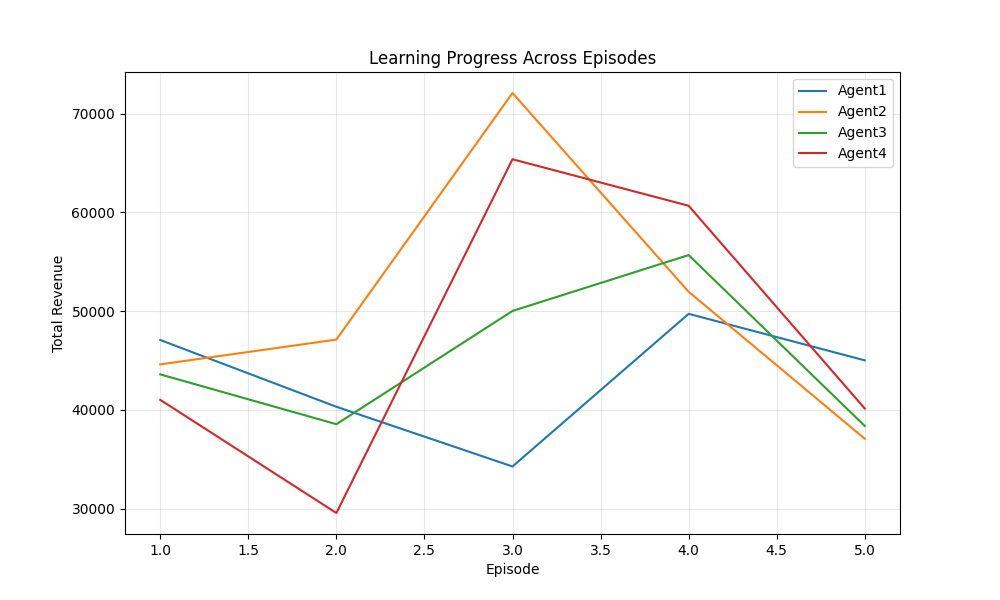 Learning Progress Across Episodes
Total Revenue
70000
60000
50000
40000
30000
1.0 1.5 2.0 2.5 3.0 3.5 4.0 4.5 5.0
Episode
Agent1
Agent2
Agent3
Agent4